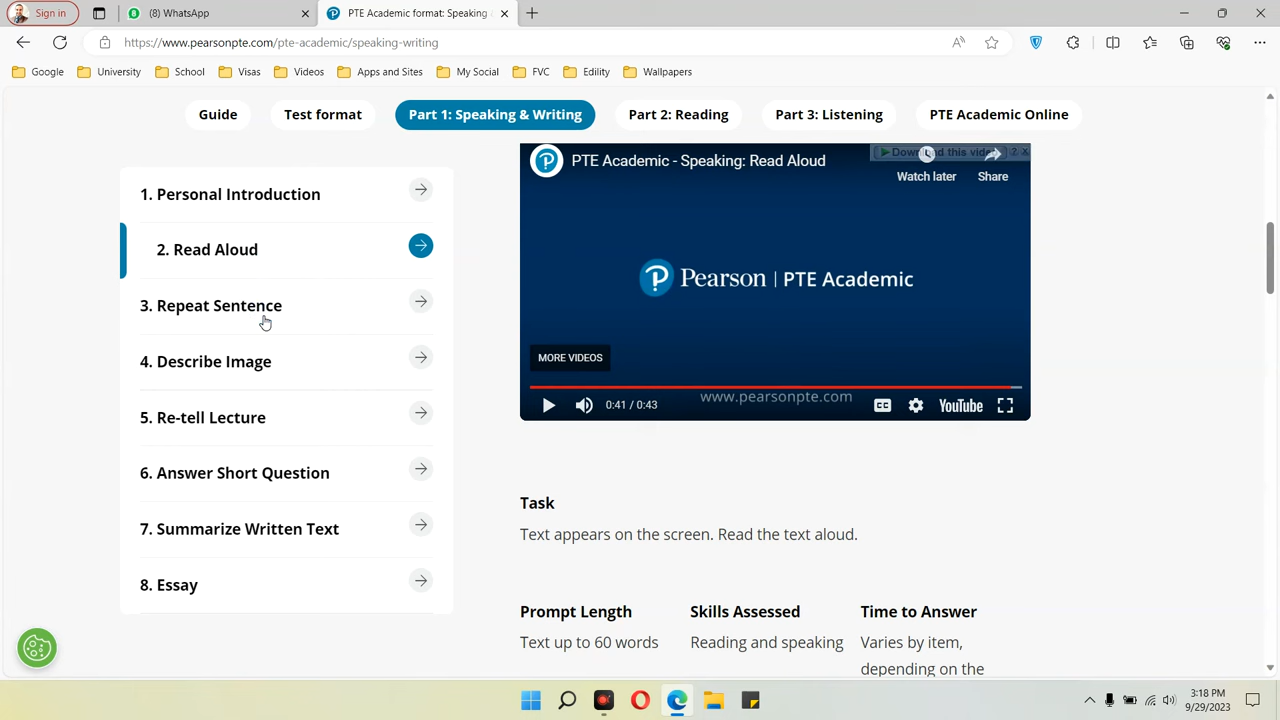 Sign in
(8) WhatsApp
PTE Academic format: Speaking
https://www.pearsonpte.com/pte-academic/speaking-writing
Google
University
School
Visas
Videos
Apps and Sites
My Social
FVC
Edility
Wallpapers
Guide
Test format
Part 1: Speaking & Writing
Part 2: Reading
Part 3: Listening
PTE Academic Online
1. Personal Introduction
2. Read Aloud
3. Repeat Sentence
4. Describe Image
5. Re-tell Lecture
6. Answer Short Question
7. Summarize Written Text
8. Essay
PTE Academic - Speaking: Read Aloud
Download this video ? x
Watch later
Share
Pearson | PTE Academic
MORE VIDEOS
www.pearsonpte.com
0:41 / 0:43
CC
YouTube
Task
Text appears on the screen. Read the text aloud.
Prompt Length
Text up to 60 words
Skills Assessed
Reading and speaking
Time to Answer
Varies by item,
depending on the
3:18 PM
9/29/2023